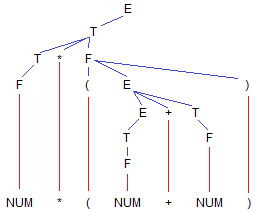 E
T
T * F
F ( E )
E + T
T F
F
NUM * ( NUM + NUM )